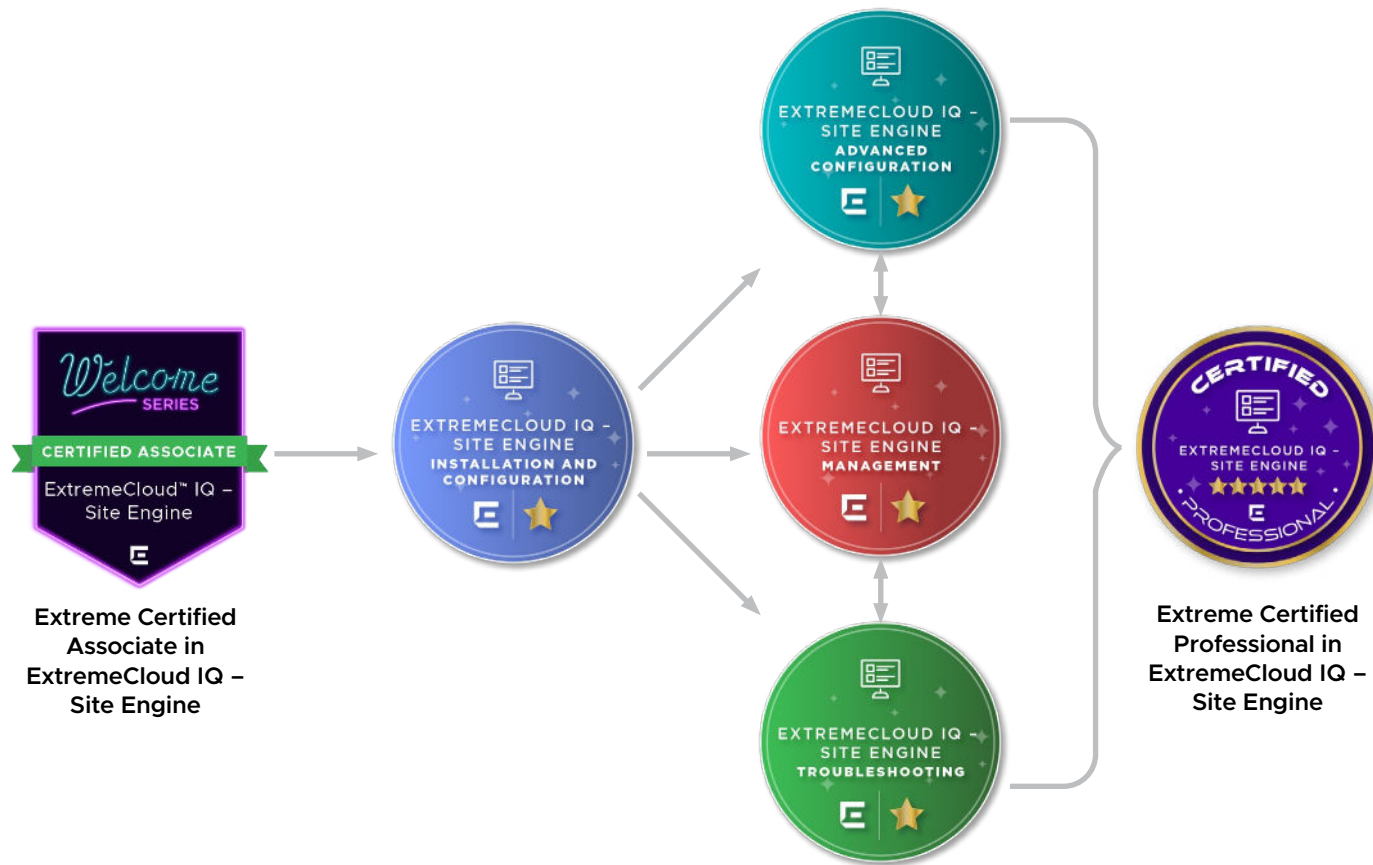 Welcome
SERIES
CERTIFIED ASSOCIATE
ExtremeCloud™ IQ –
Site Engine
E
Extreme Certified
Associate in
ExtremeCloud IQ –
Site Engine
EXTREMECLOUD IQ –
SITE ENGINE
INSTALLATION AND
CONFIGURATION
E
EXTREMECLOUD IQ –
SITE ENGINE
ADVANCED
CONFIGURATION
E
EXTREMECLOUD IQ –
SITE ENGINE
MANAGEMENT
E
EXTREMECLOUD IQ –
SITE ENGINE
TROUBLESHOOTING
E
CERTIFIED
EXTREMECLOUD IQ –
SITE ENGINE
E
• PROFESSIONAL •
Extreme Certified
Professional in
ExtremeCloud IQ –
Site Engine